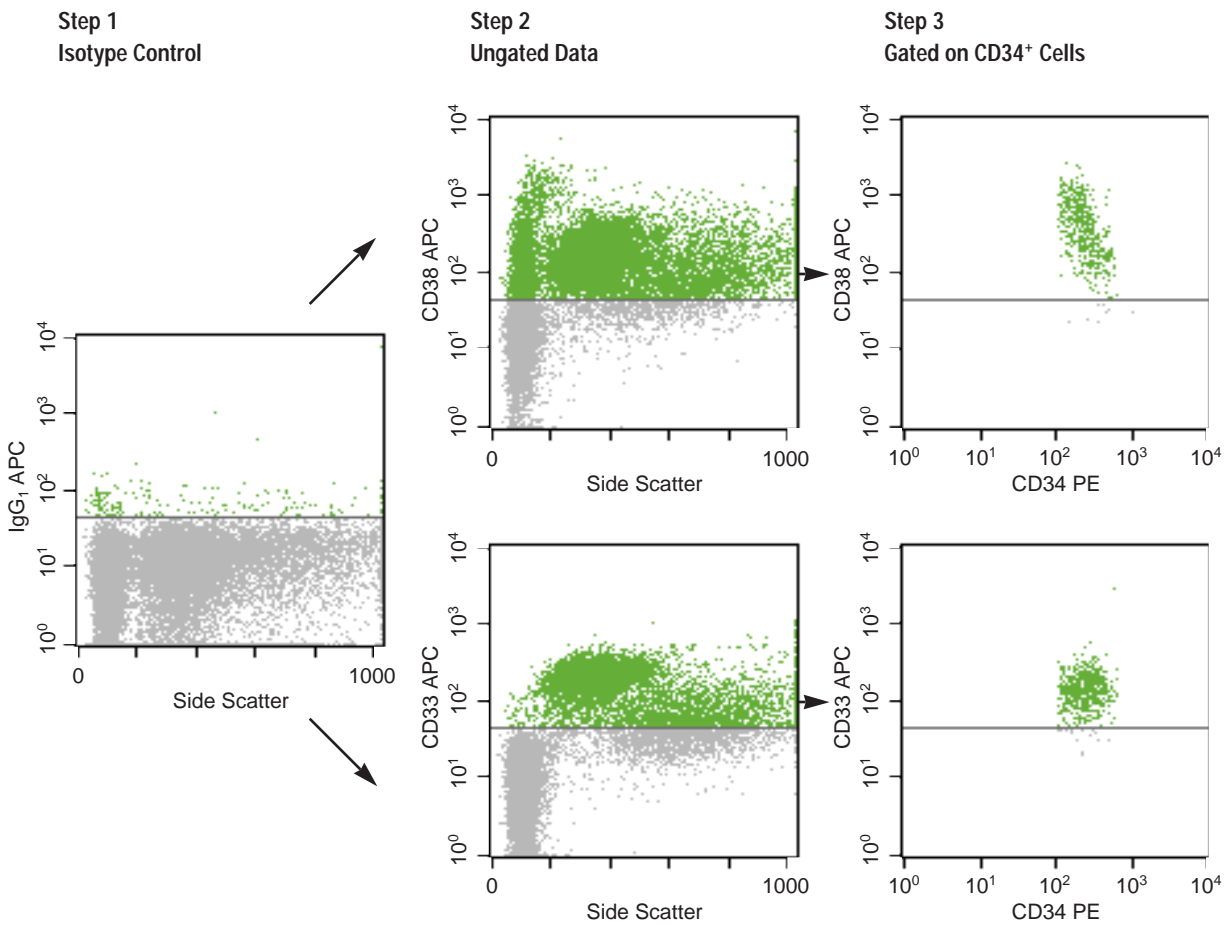 Step 1
Isotype Control
Step 2
Ungated Data
Step 3
Gated on CD34⁺ Cells
10⁴
10³
10²
10¹
10⁰
CD38 APC
0
1000
Side Scatter
10⁴
10³
10²
10¹
10⁰
CD38 APC
10⁰
10¹
10²
10³
10⁴
CD34 PE
10⁴
10³
10²
10¹
10⁰
IgG₁ APC
0
1000
Side Scatter
10⁴
10³
10²
10¹
10⁰
CD33 APC
0
1000
Side Scatter
10⁴
10³
10²
10¹
10⁰
CD33 APC
10⁰
10¹
10²
10³
10⁴
CD34 PE